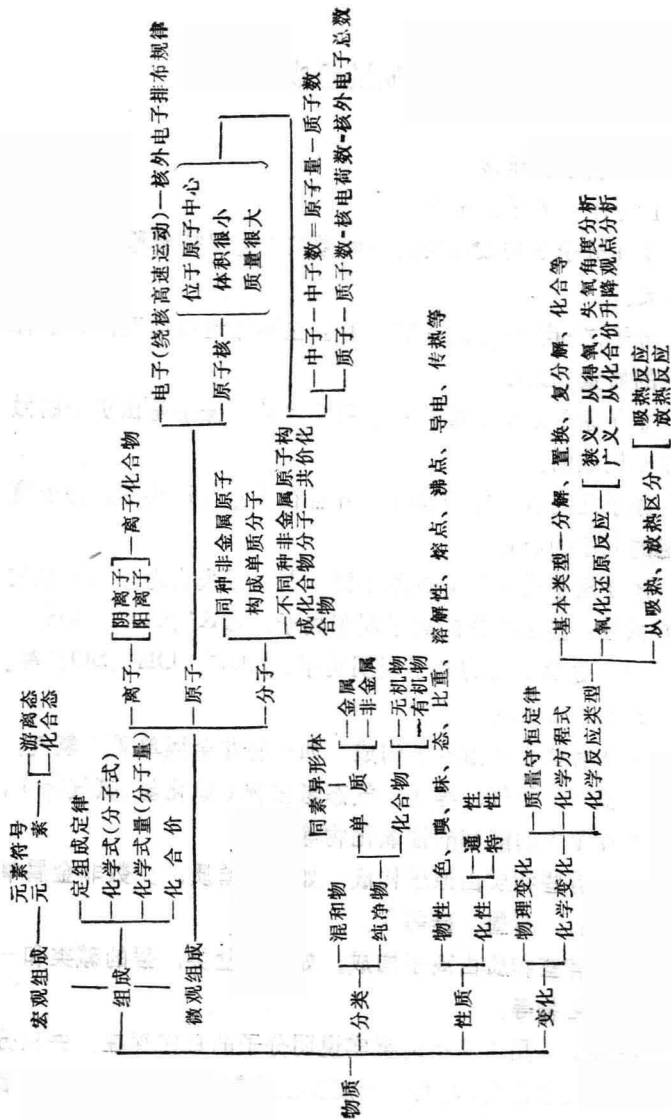 物质
组成
宏观组成
元素符号
元　素
游离态
化合态
定组成定律
化学式(分子式)
化学式量(分子量)
化合价
微观组成
离子
阴离子
阳离子
离子化合物
原子
电子(绕核高速运动)—核外电子排布规律
原子核
位于原子中心
体积很小
质量很大
中子—中子数=原子量—质子数
质子—质子数=核电荷数=核外电子总数
分子
同种非金属原子
构成单质分子
不同种非金属原子构
成化合物分子—共价化
合物
分类
混和物
纯净物
同素异形体
单　质
金属
非金属
化合物
无机物
有机物
性质
物性—色、嗅、味、态、比重、溶解性、熔点、沸点、导电、传热等
化性
通　性
特　性
变化
物理变化
化学变化
质量守恒定律
化学方程式
化学反应类型
基本类型—分解、置换、复分解、化合等
氧化还原反应
狭义—从得氧、失氧角度分析
广义—从化合价升降观点分析
从吸热、放热区分
吸热反应
放热反应